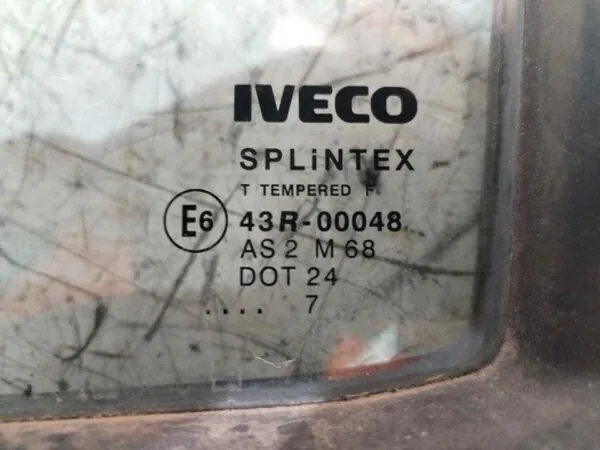 IVECO
SPLiNTEX
T TEMPERED F.
E6 43R-00048
AS 2 M 68
DOT 24
.... 7